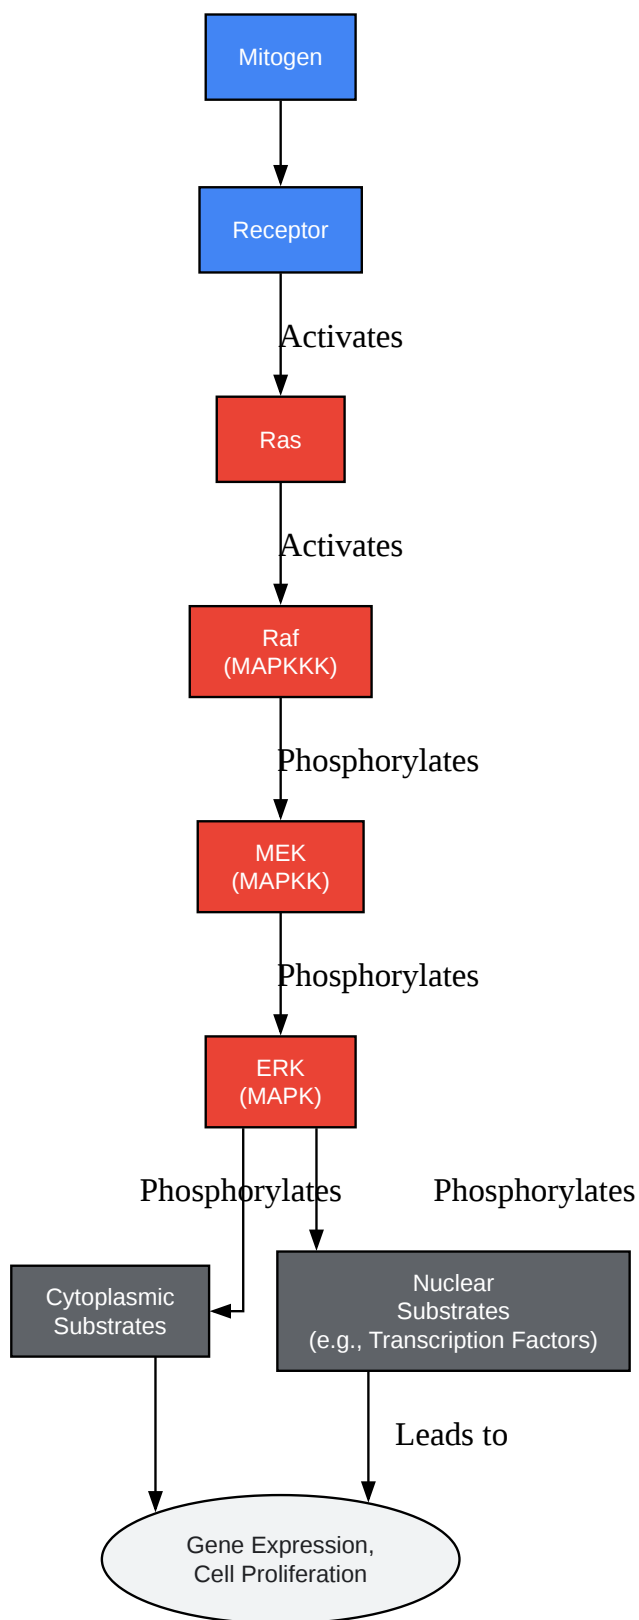 Mitogen
Receptor
Activates
Ras
Activates
Raf
(MAPKKK)
Phosphorylates
MEK
(MAPKK)
Phosphorylates
ERK
(MAPK)
Phosphorylates
Phosphorylates
Cytoplasmic
Substrates
Nuclear
Substrates
(e.g., Transcription Factors)
Leads to
Gene Expression,
Cell Proliferation